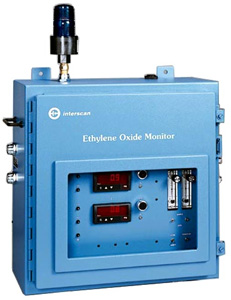 interscan
Ethylene Oxide Monitor